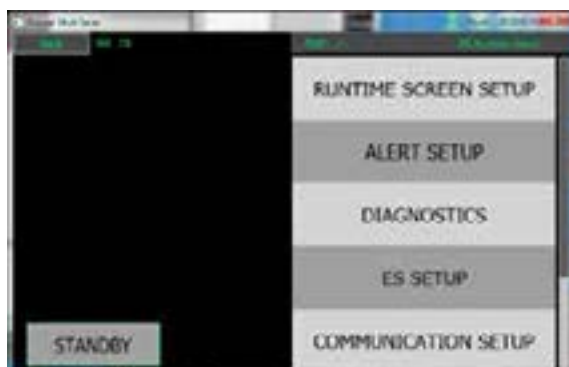 RUNTIME SCREEN SETUP
ALERT SETUP
DIAGNOSTICS
ES SETUP
STANDBY
COMMUNICATION SETUP